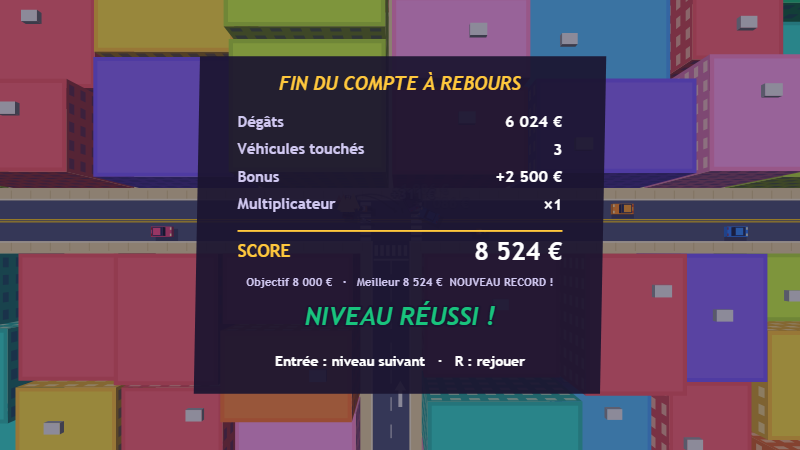 FIN DU COMPTE À REBOURS
Dégâts 6 024 €
Véhicules touchés 3
Bonus +2 500 €
Multiplicateur ×1
SCORE 8 524 €
Objectif 8 000 € · Meilleur 8 524 € NOUVEAU RECORD !
NIVEAU RÉUSSI !
Entrée : niveau suivant · R : rejouer